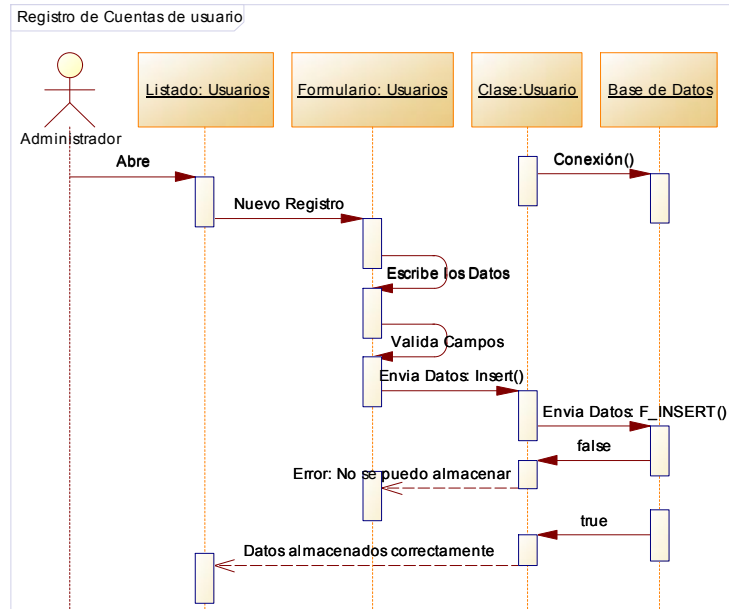 Registro de Cuentas de usuario
Listado: Usuarios
Formulario: Usuarios
Clase:Usuario
Base de Datos
Administrador
Abre
Conexión()
Nuevo Registro
Escribe los Datos
Valida Campos
Envia Datos: Insert()
Envia Datos: F_INSERT()
false
Error: No se puedo almacenar
true
Datos almacenados correctamente